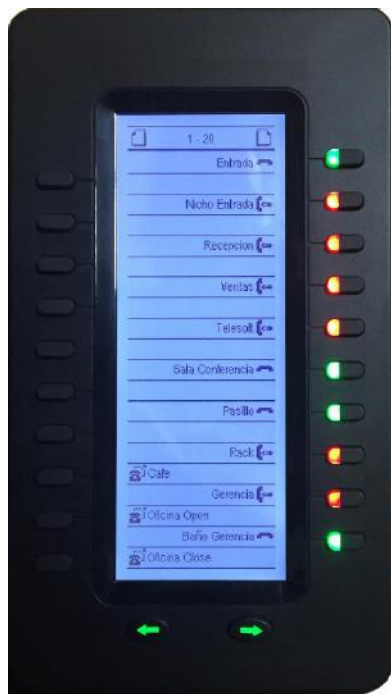 1 - 20
Entrada
Nicho Entrada
Recepcion
Ventas
Telesoft
Sala Conferencia
Pasillo
Rack
Cafe
Gerencia
Oficina Open
Baño Gerencia
Oficina Close